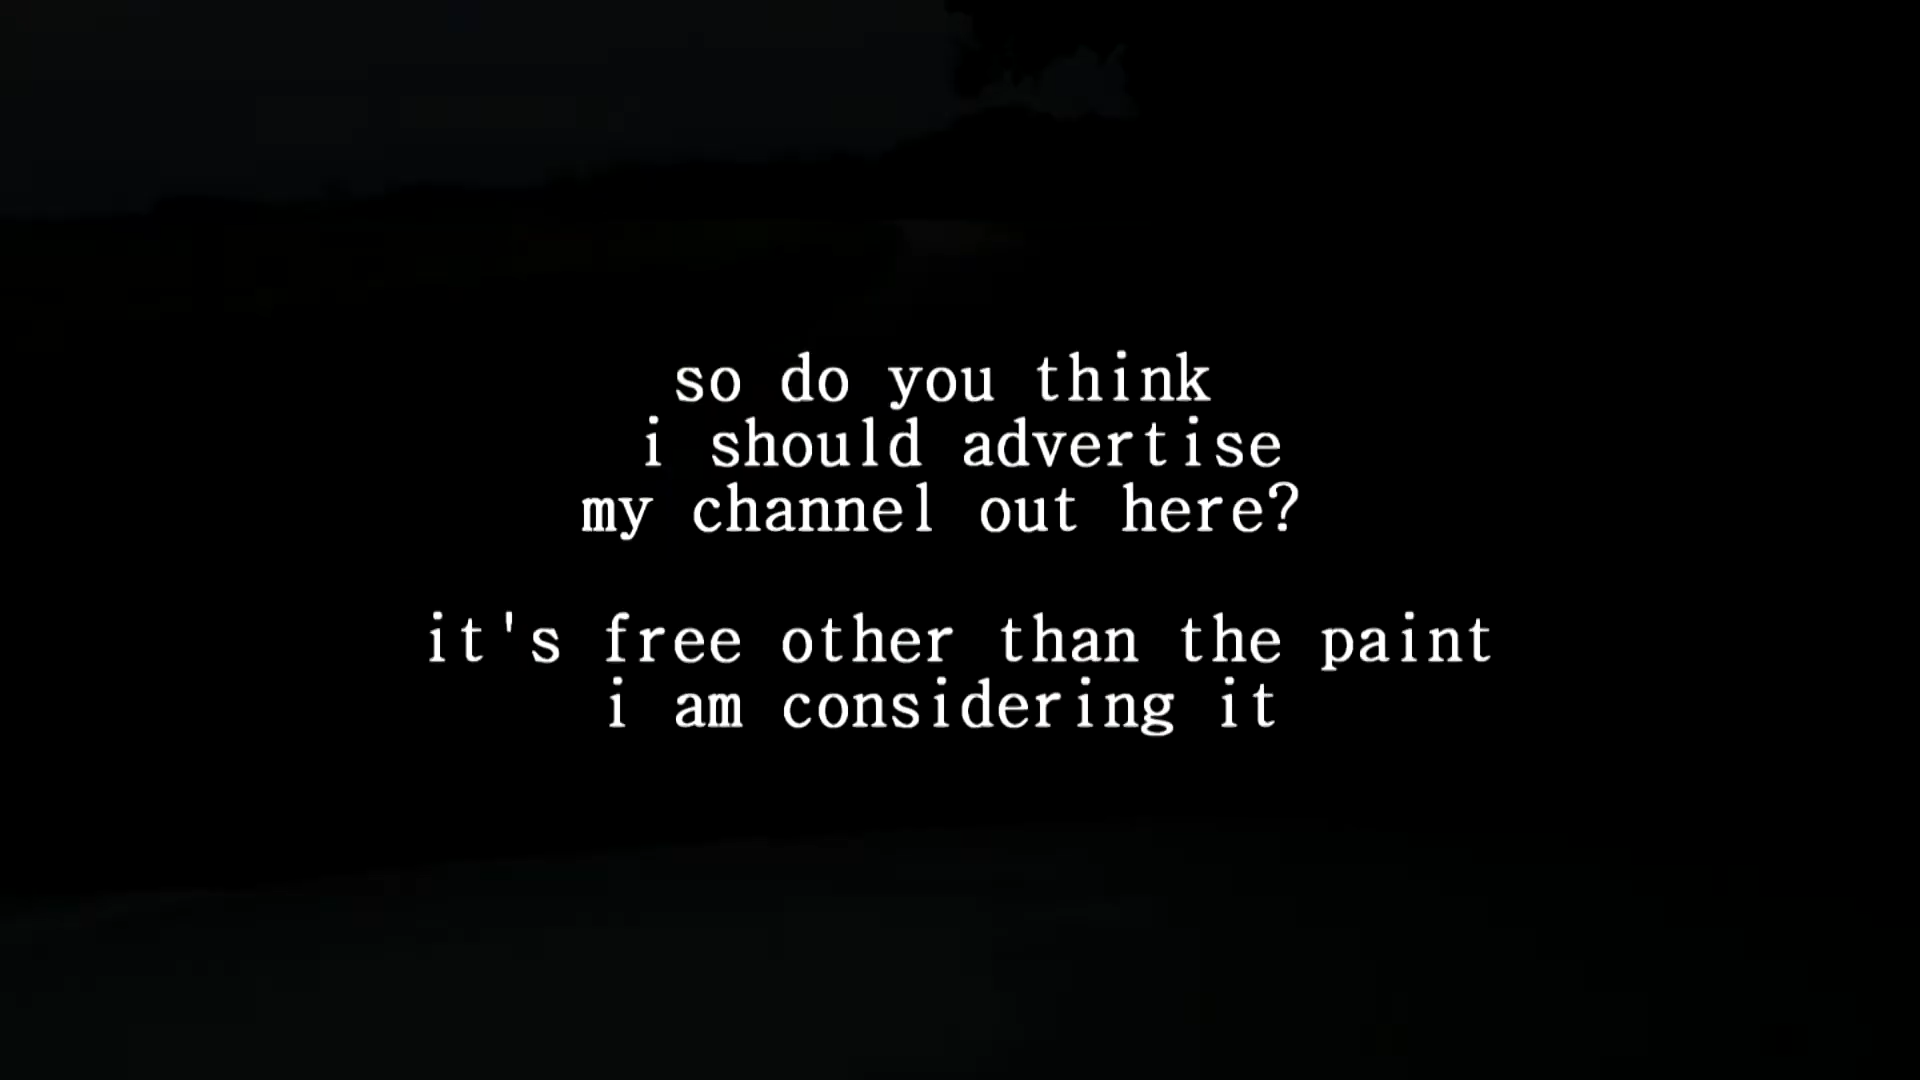 so do you think
i should advertise
my channel out here?
it's free other than the paint
i am considering it